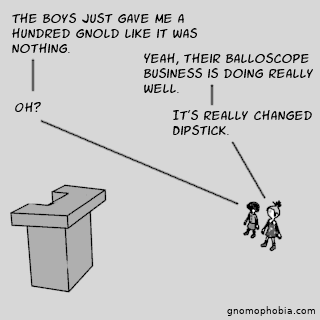 THE BOYS JUST GAVE ME A
HUNDRED GNOLD LIKE IT WAS
NOTHING.
YEAH, THEIR BALLOSCOPE
BUSINESS IS DOING REALLY
WELL.
OH?
IT'S REALLY CHANGED
DIPSTICK.
gnomophobia.com